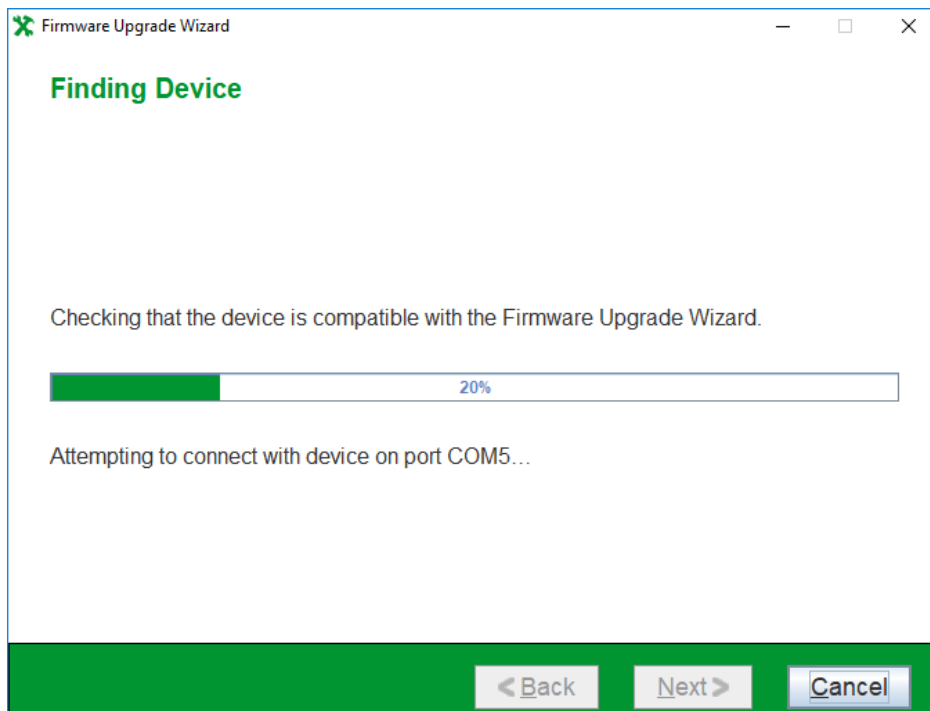 Firmware Upgrade Wizard
Finding Device
Checking that the device is compatible with the Firmware Upgrade Wizard.
20%
Attempting to connect with device on port COM5...
< Back Next > Cancel